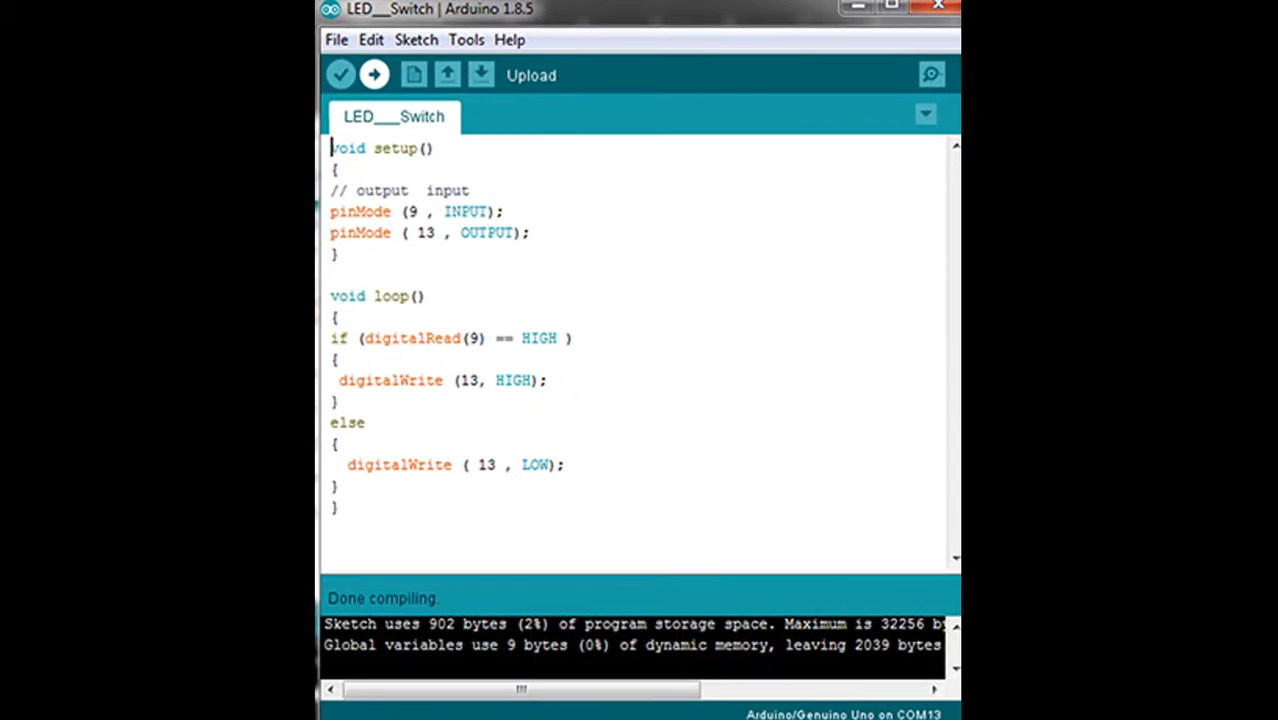 LED___Switch | Arduino 1.8.5
File Edit Sketch Tools Help
Upload
LED___Switch
void setup()
{
// output  input
pinMode (9 , INPUT);
pinMode ( 13 , OUTPUT);
}
void loop()
{
if (digitalRead(9) == HIGH )
{
digitalWrite (13, HIGH);
}
else
{
digitalWrite ( 13 , LOW);
}
}
Done compiling.
Sketch uses 902 bytes (2%) of program storage space. Maximum is 32256
Global variables use 9 bytes (0%) of dynamic memory, leaving 2039 bytes
Arduino/Genuino Uno on COM13